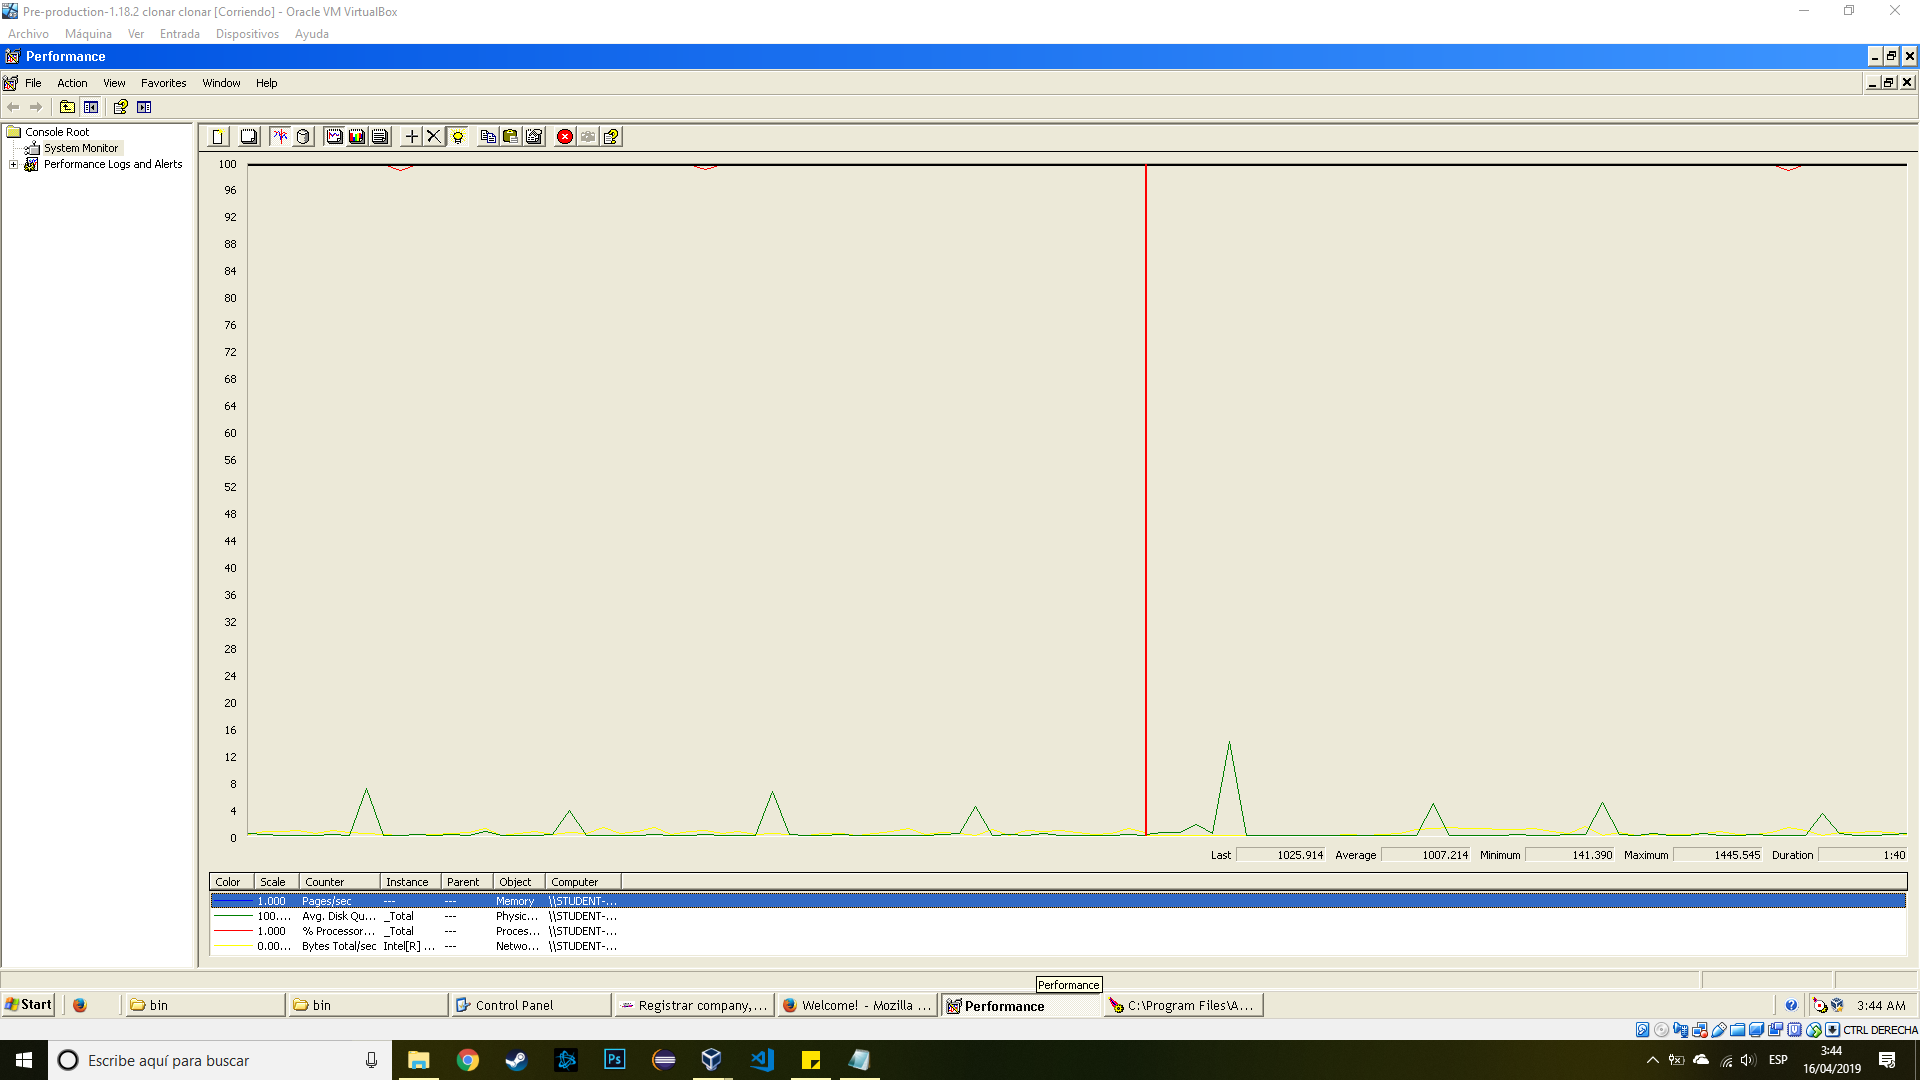 Pre-production-1.18.2 clonar clonar [Corriendo] - Oracle VM VirtualBox
Archivo Máquina Ver Entrada Dispositivos Ayuda
Performance
File Action View Favorites Window Help
Console Root
System Monitor
Performance Logs and Alerts
100
96
92
88
84
80
76
72
68
64
60
56
52
48
44
40
36
32
28
24
20
16
12
8
4
0
Last 1025.914 Average 1007.214 Minimum 141.390 Maximum 1445.545 Duration 1:40
Color Scale Counter Instance Parent Object Computer
1.000 Pages/sec --- --- Memory \\STUDENT-...
100.... Avg. Disk Qu... _Total --- Physic... \\STUDENT-...
1.000 % Processor... _Total --- Proces... \\STUDENT-...
0.00... Bytes Total/sec Intel[R] ... --- Netwo... \\STUDENT-...
Performance
Start bin bin Control Panel Registrar company,... Welcome! - Mozilla ... Performance C:\Program Files\A... 3:44 AM
CTRL DERECHA
Escribe aquí para buscar
Ps
ESP
3:44
16/04/2019